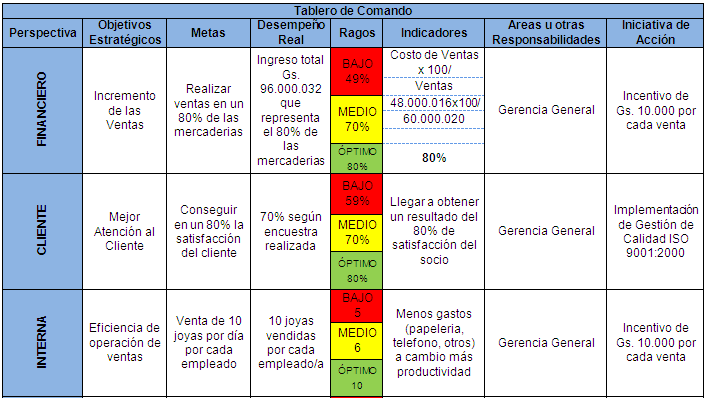 Tablero de Comando
Perspectiva
Objetivos
Estratégicos
Metas
Desempeño
Real
Ragos
Indicadores
Areas u otras
Responsabilidades
Iniciativa de
Acción
FINANCIERO
Incremento
de las
Ventas
Realizar
ventas en un
80% de las
mercaderias
Ingreso total
Gs.
96.000.032
que
representa
el 80% de
las
mercaderias
BAJO
49%
MEDIO
70%
ÓPTIMO
80%
Costo de Ventas
x 100/
Ventas
48.000.016x100/
60.000.020
80%
Gerencia General
Incentivo de
Gs. 10.000 por
cada venta
CLIENTE
Mejor
Atención al
Cliente
Conseguir
en un 80% la
satisfacción
del cliente
70% según
encuesta
realizada
BAJO
59%
MEDIO
70%
ÓPTIMO
80%
Llegar a obtener
un resultado del
80% de
satisfacción del
socio
Gerencia General
Implementación
de Gestión de
Calidad ISO
9001:2000
INTERNA
Eficiencia de
operación de
ventas
Venta de 10
joyas por día
por cada
empleado
10 joyas
vendidas
por cada
empleado/a
BAJO
5
MEDIO
6
ÓPTIMO
10
Menos gastos
(papeleria,
telefono, otros)
a cambio más
productividad
Gerencia General
Incentivo de
Gs. 10.000 por
cada venta